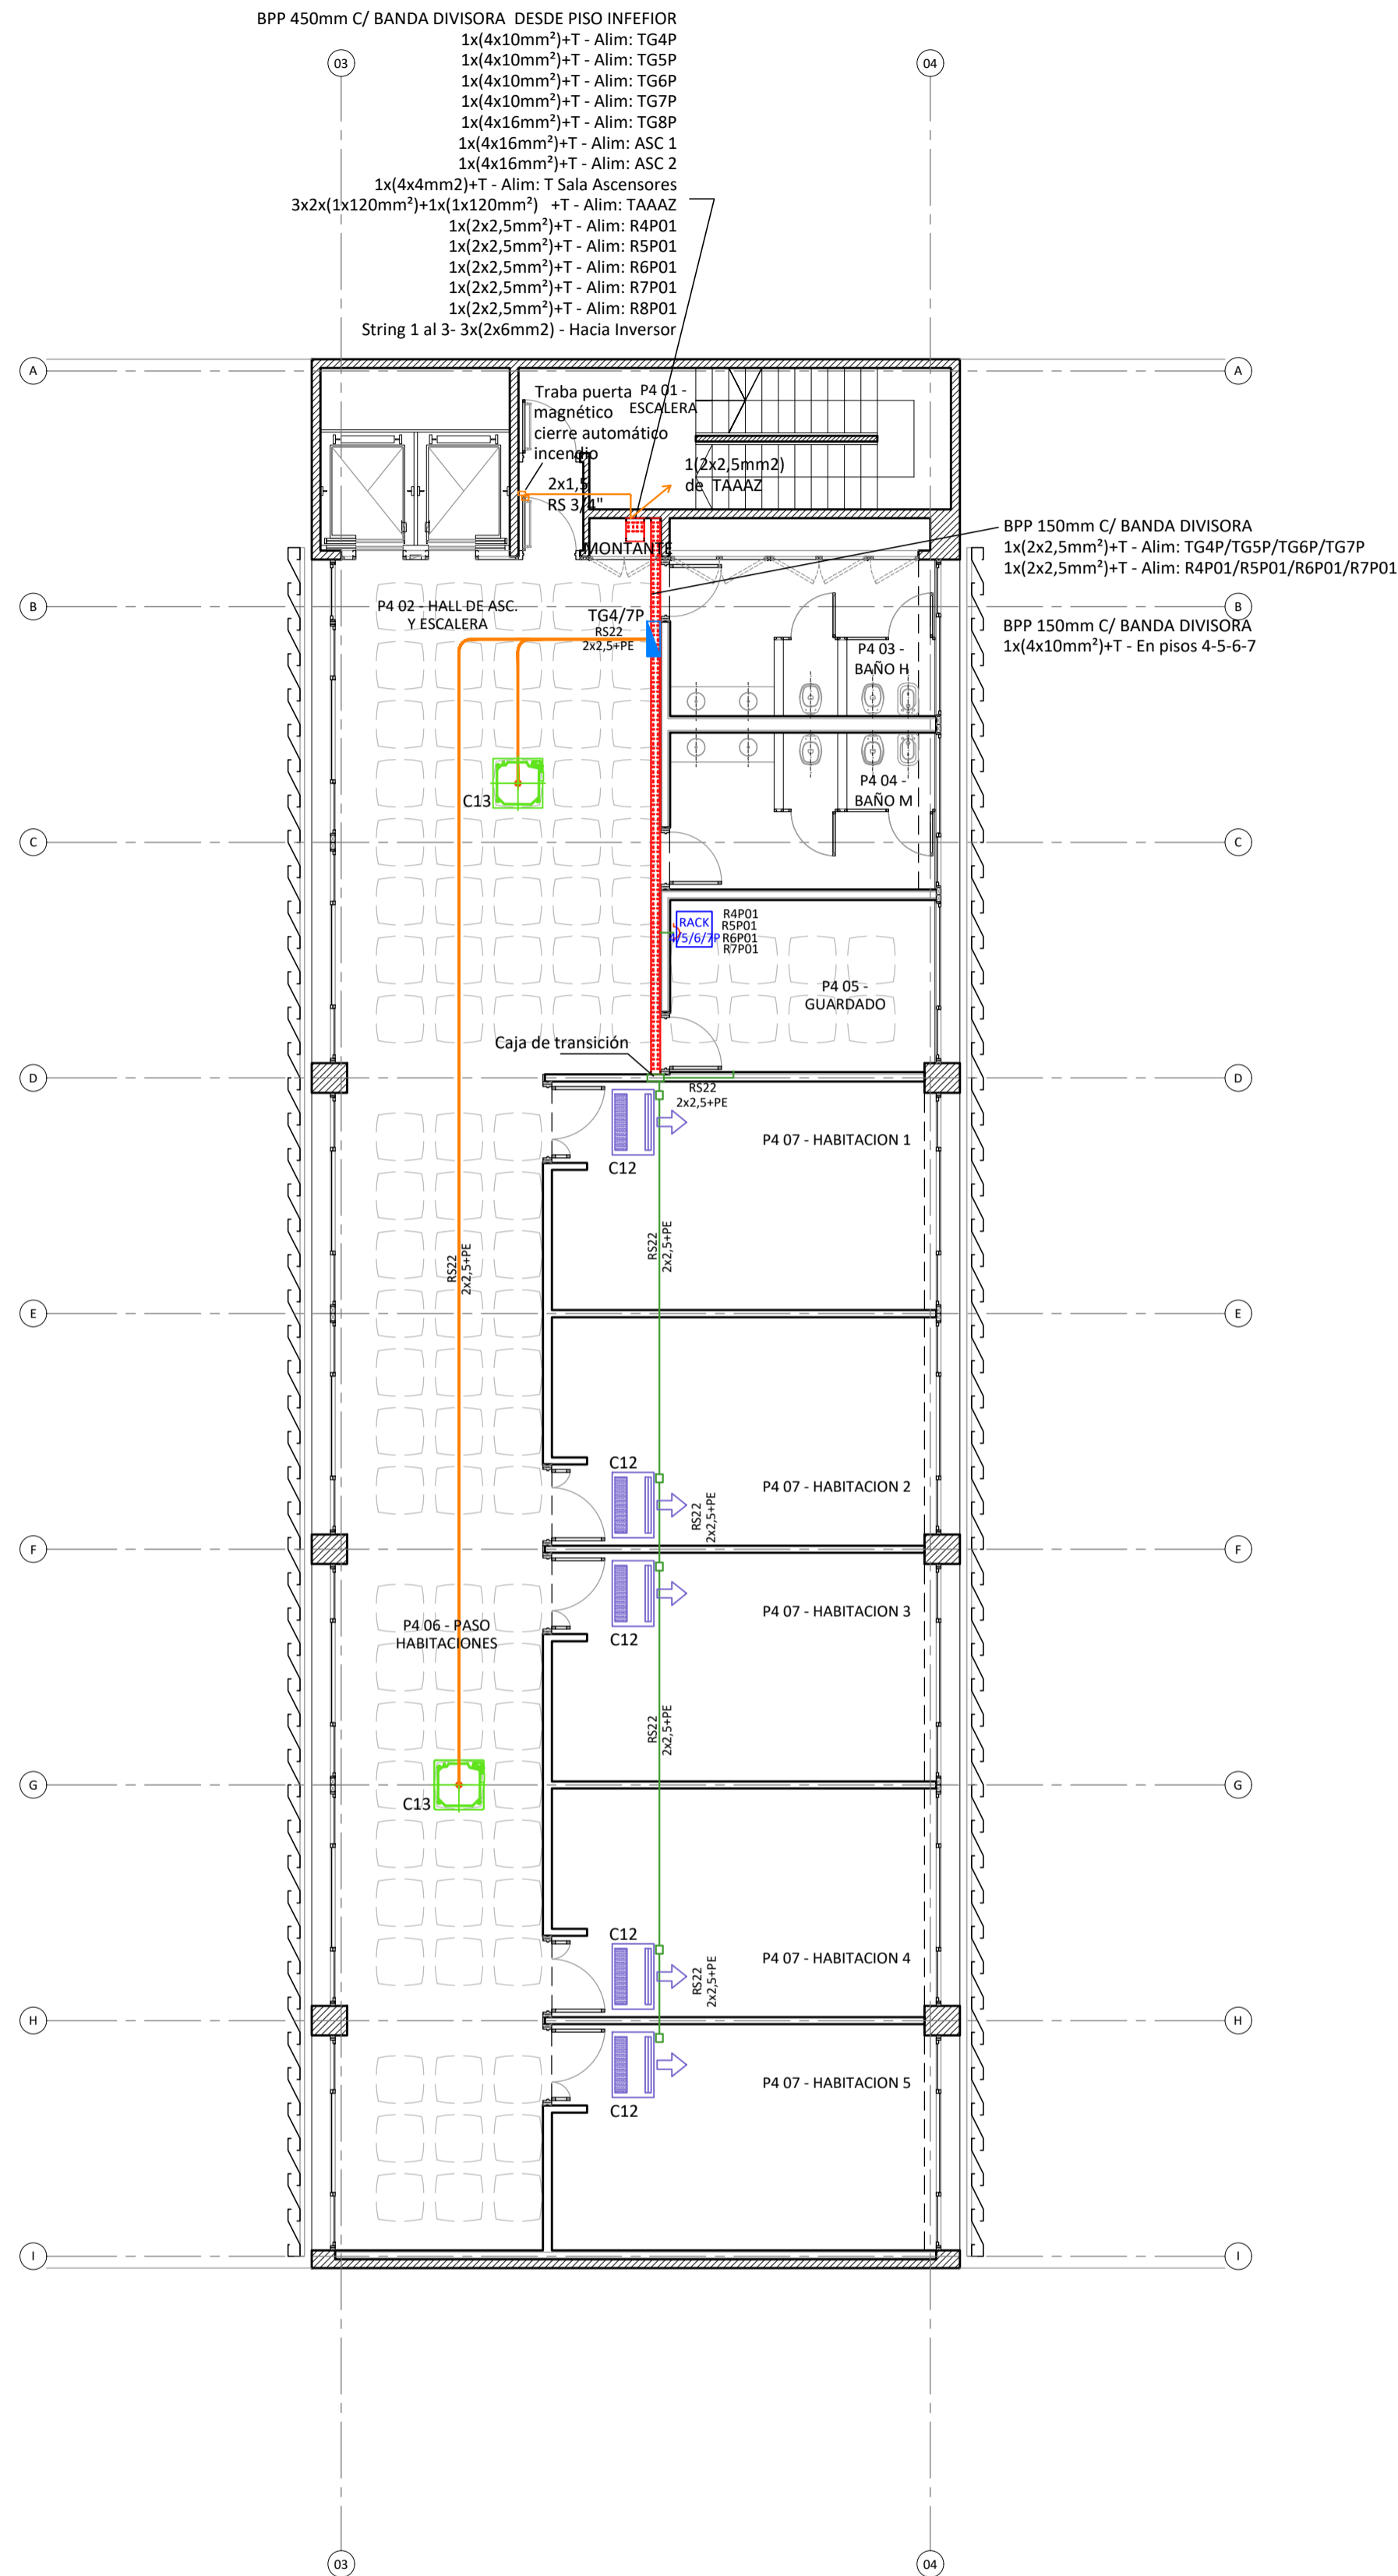 BPP 450mm C/ BANDA DIVISORA  DESDE PISO INFEFIOR
1x(4x10mm²)+T - Alim: TG4P
1x(4x10mm²)+T - Alim: TG5P
1x(4x10mm²)+T - Alim: TG6P
1x(4x10mm²)+T - Alim: TG7P
1x(4x16mm²)+T - Alim: TG8P
1x(4x16mm²)+T - Alim: ASC 1
1x(4x16mm²)+T - Alim: ASC 2
1x(4x4mm2)+T - Alim: T Sala Ascensores
3x2x(1x120mm²)+1x(1x120mm²)   +T - Alim: TAAAZ
1x(2x2,5mm²)+T - Alim: R4P01
1x(2x2,5mm²)+T - Alim: R5P01
1x(2x2,5mm²)+T - Alim: R6P01
1x(2x2,5mm²)+T - Alim: R7P01
1x(2x2,5mm²)+T - Alim: R8P01
String 1 al 3- 3x(2x6mm2) - Hacia Inversor
03
04
A
A
Traba puerta
magnético
cierre automático
incendio
P4 01 -
ESCALERA
1(2x2,5mm2)
de  TAAAZ
2x1,5
RS 3/4"
MONTANTE
BPP 150mm C/ BANDA DIVISORA
1x(2x2,5mm²)+T - Alim: TG4P/TG5P/TG6P/TG7P
1x(2x2,5mm²)+T - Alim: R4P01/R5P01/R6P01/R7P01
B
B
P4 02 - HALL DE ASC.
Y ESCALERA
TG4/7P
RS22
2x2,5+PE
BPP 150mm C/ BANDA DIVISORA
1x(4x10mm²)+T - En pisos 4-5-6-7
P4 03 -
BAÑO H
P4 04 -
BAÑO M
C13
C
C
RACK
4/5/6/7P
R4P01
R5P01
R6P01
R7P01
P4 05 -
GUARDADO
Caja de transición
D
D
RS22
2x2,5+PE
P4 07 - HABITACION 1
C12
RS22
2x2,5+PE
RS22
2x2,5+PE
E
E
C12
P4 07 - HABITACION 2
RS22
2x2,5+PE
F
F
P4 07 - HABITACION 3
C12
P4 06 - PASO
HABITACIONES
RS22
2x2,5+PE
G
G
C13
C12
P4 07 - HABITACION 4
RS22
2x2,5+PE
H
H
P4 07 - HABITACION 5
C12
I
I
03
04